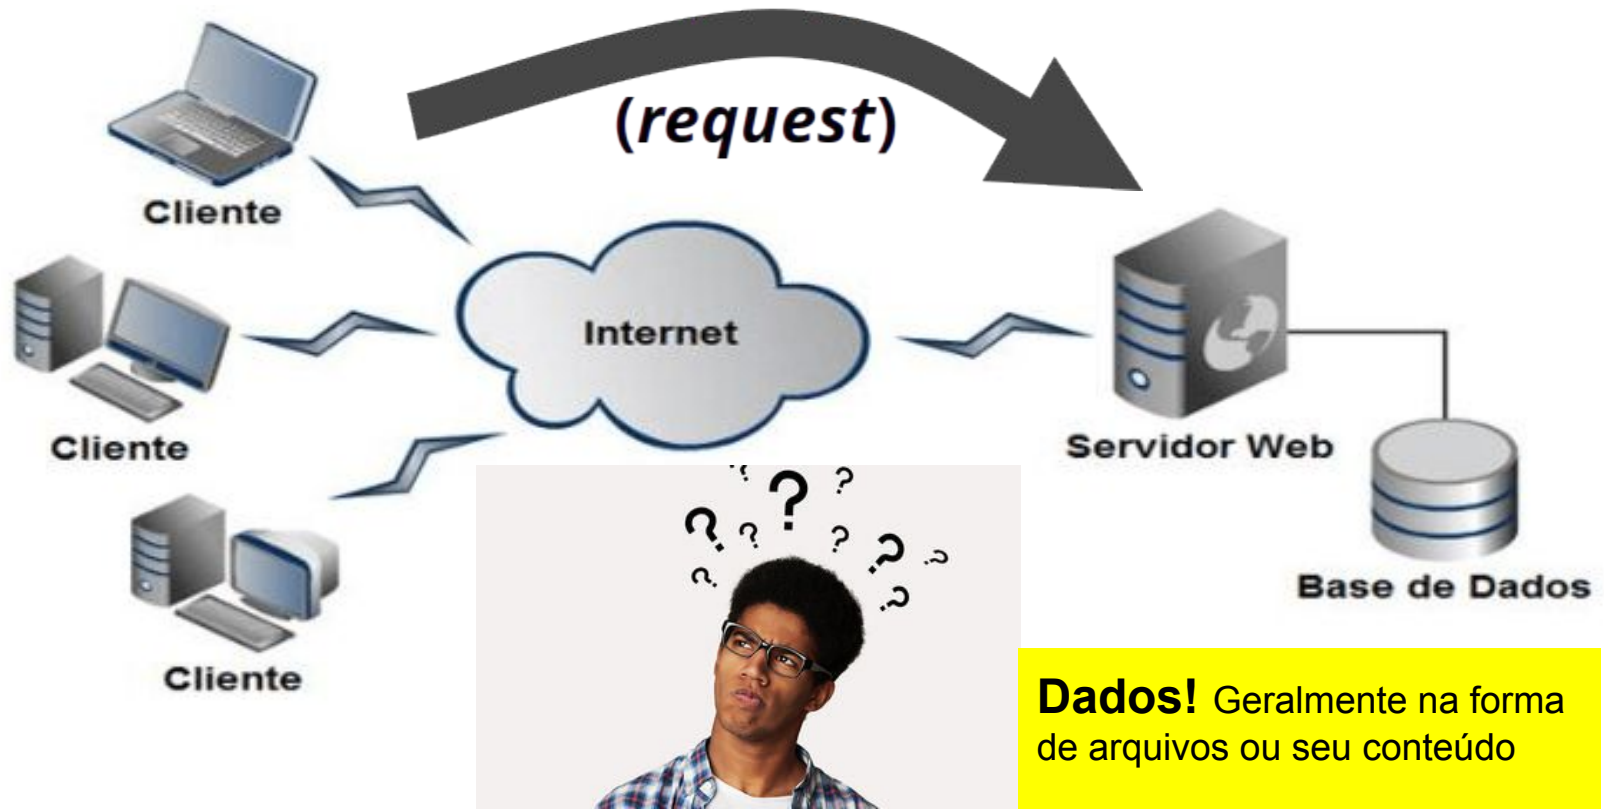 (request)
Cliente
Internet
Cliente
Servidor Web
Cliente
Base de Dados
? ? ? ? ? ? ? ? ? ?
Dados! Geralmente na forma
de arquivos ou seu conteúdo